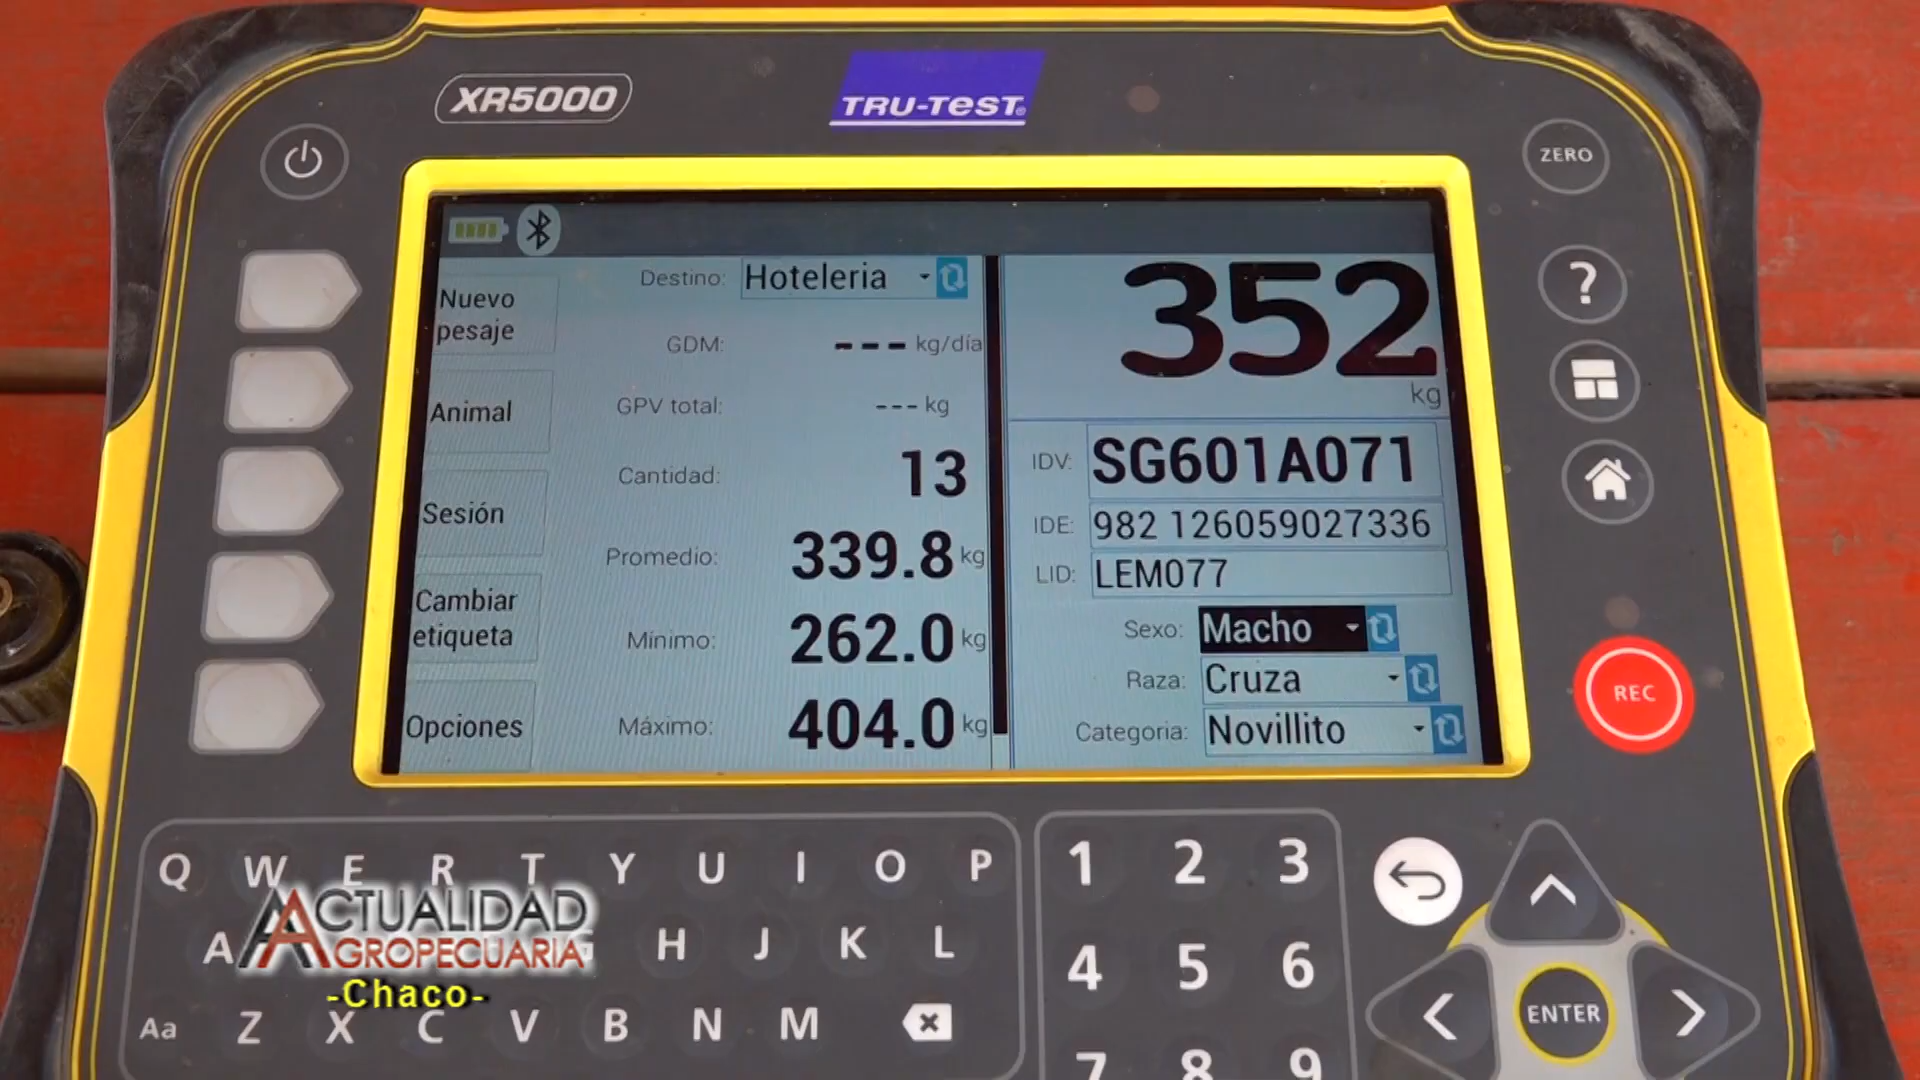 XR5000
TRU-TEST
ZERO
Nuevo pesaje
Animal
Sesión
Cambiar etiqueta
Opciones
Destino: Hoteleria
GDM: --- kg/día
GPV total: --- kg
Cantidad: 13
Promedio: 339.8 kg
Mínimo: 262.0 kg
Máximo: 404.0 kg
352
kg
IDV: SG601A071
IDE: 982 126059027336
LID: LEM077
Sexo: Macho
Raza: Cruza
Categoria: Novillito
?
REC
Q W E R T Y U I O P
A H J K L
Aa Z X C V B N M
1 2 3
4 5 6
7 8 9
ENTER
ACTUALIDAD
AGROPECUARIA
-Chaco-